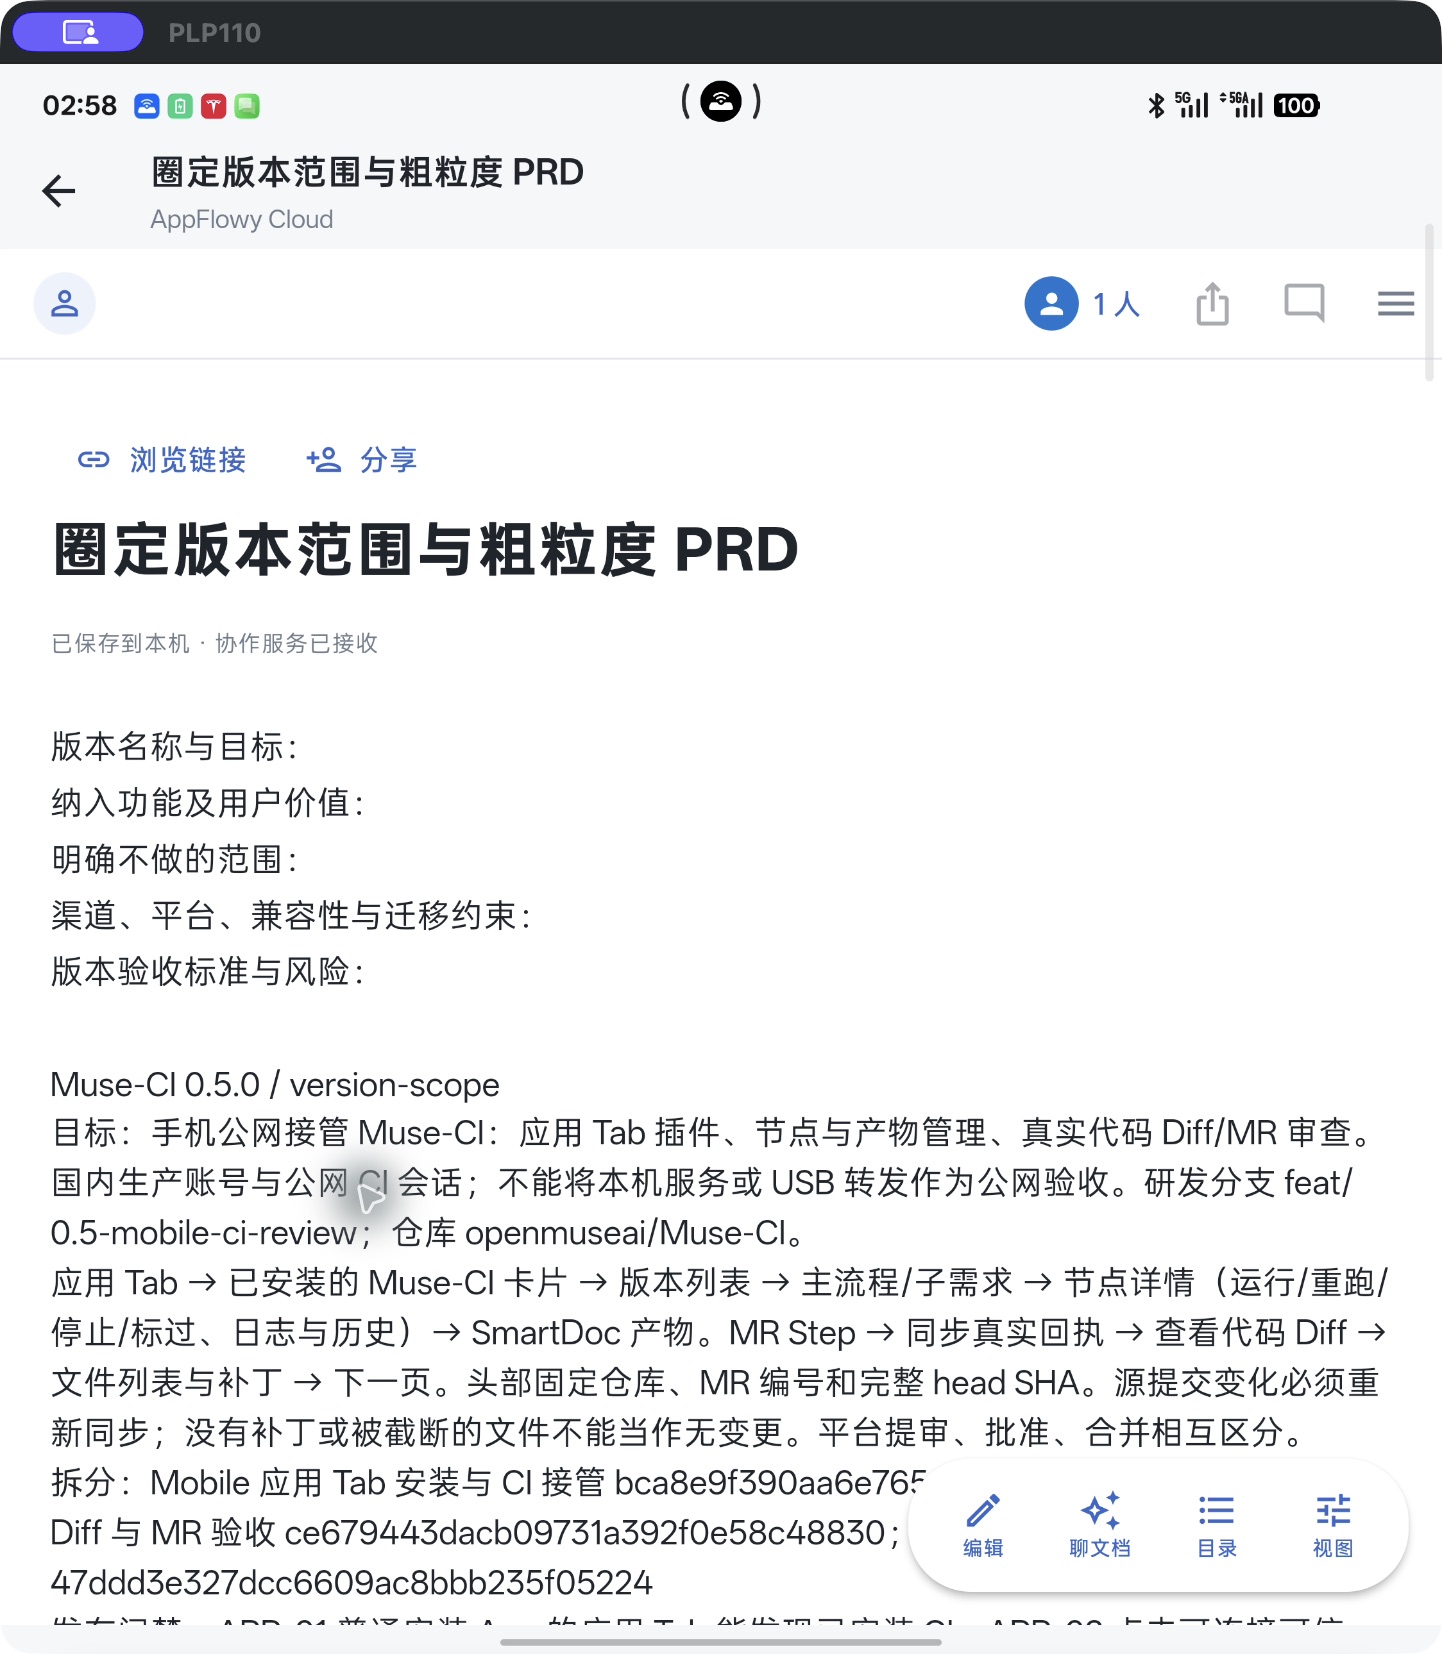 PLP110
02:58
5G
5GA
100
圈定版本范围与粗粒度 PRD
AppFlowy Cloud
1 人
浏览链接
分享
圈定版本范围与粗粒度 PRD
已保存到本机 · 协作服务已接收
版本名称与目标：
纳入功能及用户价值：
明确不做的范围：
渠道、平台、兼容性与迁移约束：
版本验收标准与风险：
Muse-CI 0.5.0 / version-scope
目标：手机公网接管 Muse-CI：应用 Tab 插件、节点与产物管理、真实代码 Diff/MR 审查。
国内生产账号与公网 CI 会话；不能将本机服务或 USB 转发作为公网验收。研发分支 feat/
0.5-mobile-ci-review；仓库 openmuseai/Muse-CI。
应用 Tab → 已安装的 Muse-CI 卡片 → 版本列表 → 主流程/子需求 → 节点详情（运行/重跑/
停止/标过、日志与历史）→ SmartDoc 产物。MR Step → 同步真实回执 → 查看代码 Diff →
文件列表与补丁 → 下一页。头部固定仓库、MR 编号和完整 head SHA。源提交变化必须重
新同步；没有补丁或被截断的文件不能当作无变更。平台提审、批准、合并相互区分。
拆分：Mobile 应用 Tab 安装与 CI 接管 bca8e9f390aa6e765
Diff 与 MR 验收 ce679443dacb09731a392f0e58c48830；
47ddd3e327dcc6609ac8bbb235f05224
编辑
聊文档
目录
视图